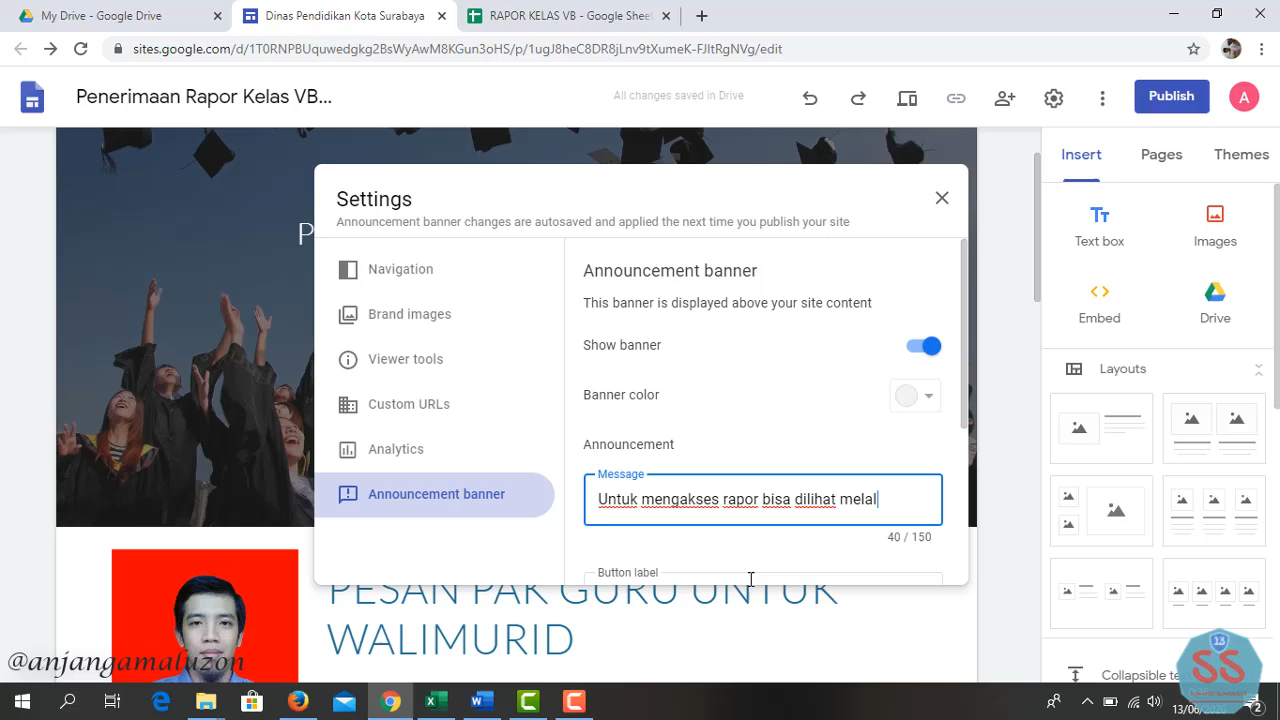 My Drive - Google Drive
Dinas Pendidikan Kota Surabaya
RAPOR KELAS VB - Google Sheet
sites.google.com/d/1T0RNPBUquwedgkg2BsWyAwM8KGun3oHS/p/1ugJ8heC8DR8jLnv9tXumeK-FJltRgNVg/edit
Penerimaan Rapor Kelas VB...
All changes saved in Drive
Publish
A
Insert
Pages
Themes
P
Settings
Announcement banner changes are autosaved and applied the next time you publish your site
Navigation
Brand images
Viewer tools
Custom URLs
Analytics
Announcement banner
Announcement banner
This banner is displayed above your site content
Show banner
Banner color
Announcement
Message
Untuk mengakses rapor bisa dilihat melal
40 / 150
Button label
Text box
Images
Embed
Drive
Layouts
Collapsible tex
PESAN PAK GURU UNTUK
WALIMURID
@anjangamaluzon
13
SS